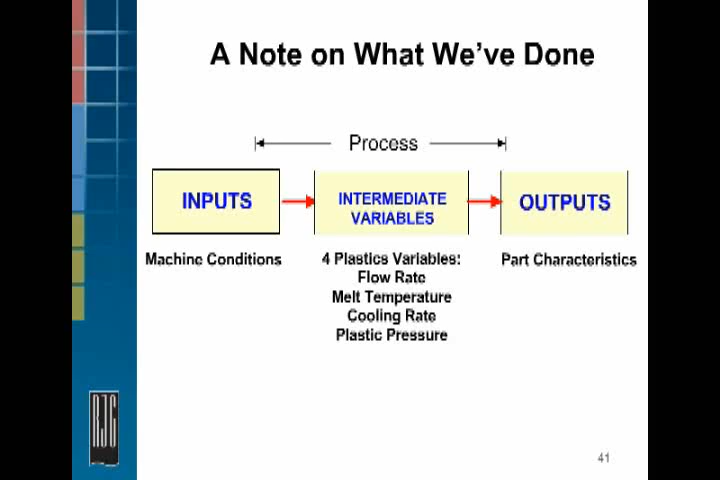 A Note on What We've Done
Process
INPUTS
INTERMEDIATE
VARIABLES
OUTPUTS
Machine Conditions
4 Plastics Variables:
Flow Rate
Melt Temperature
Cooling Rate
Plastic Pressure
Part Characteristics
RJG
41